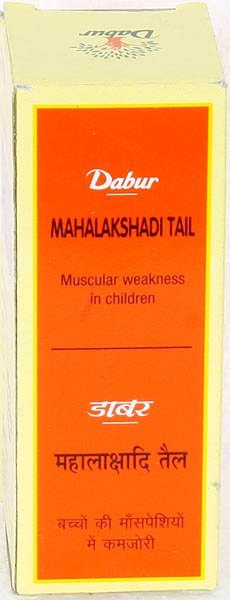 Dabur
Dabur
MAHALAKSHADI TAIL
Muscular weakness
in children
डाबर
महालाक्षादि तैल
बच्चों की माँसपेशियों
में कमजोरी